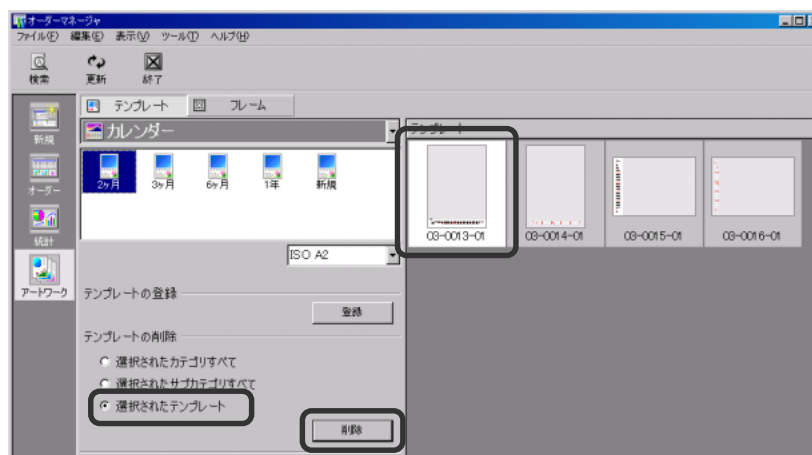 オーダーマネージャ
ファイル(F) 編集(E) 表示(V) ツール(T) ヘルプ(H)
検索 更新 終了
新規
オーダー
統計
アートワーク
テンプレート フレーム
カレンダー
2ヶ月 3ヶ月 6ヶ月 1年 新規
ISO A2
テンプレートの登録
登録
テンプレートの削除
選択されたカテゴリすべて
選択されたサブカテゴリすべて
選択されたテンプレート
削除
テンプレート
03-0013-01 03-0014-01 03-0015-01 03-0016-01